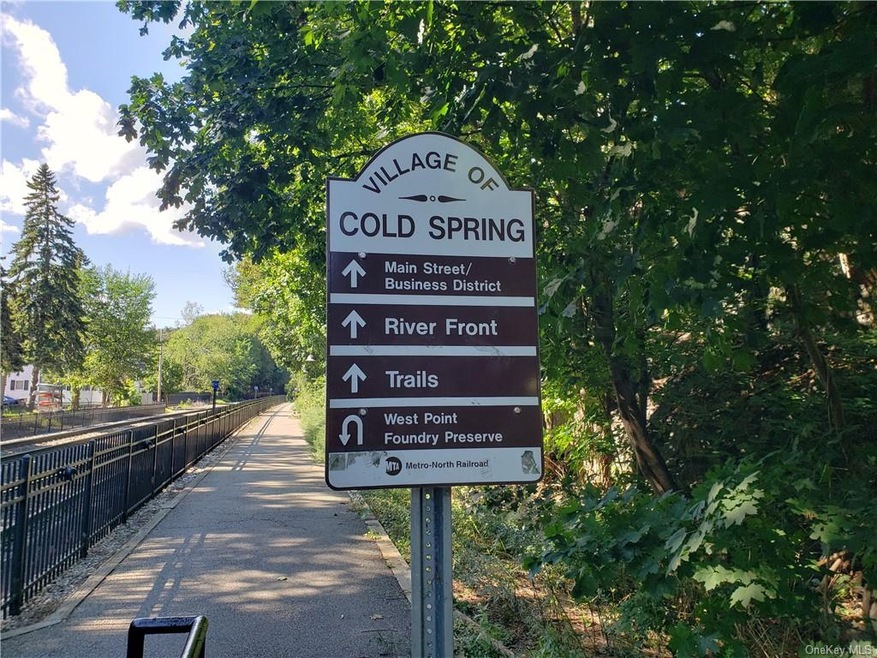 VILLAGE OF
COLD SPRING
Main Street/
Business District
River Front
Trails
West Point
Foundry Preserve
MTA Metro-North Railroad
OneKey MLS